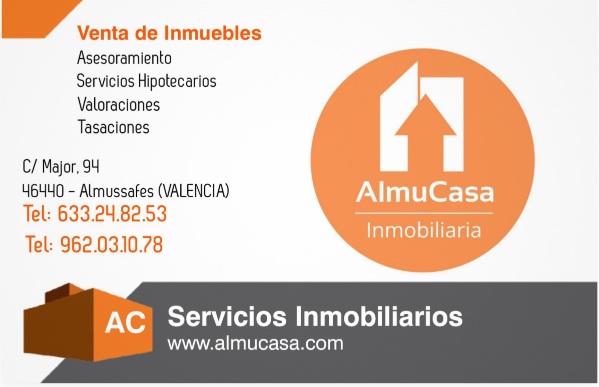 Venta de Inmuebles
Asesoramiento
Servicios Hipotecarios
Valoraciones
Tasaciones
C/ Major, 94
46440 - Almussafes (VALENCIA)
Tel: 633.24.82.53
Tel: 962.03.10.78
AlmuCasa
Inmobiliaria
AC
Servicios Inmobiliarios
www.almucasa.com